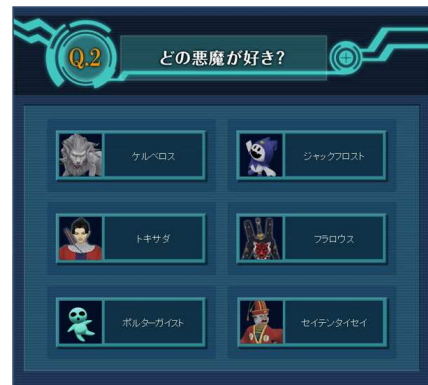 Q.2
どの悪魔が好き?
ケルベロス
ジャックフロスト
トキサダ
フラロウス
ポルターガイスト
セイテンタイセイ